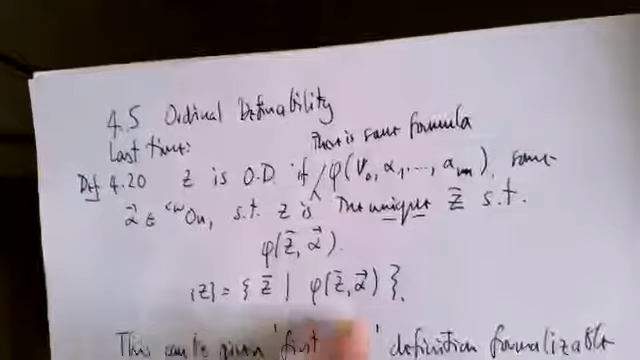 4.5 Ordinal Definability
Last time: There is some formula
Def 4.20 z is O.D. if φ(v₀, α₁, ..., αₘ), some
α⃗ ∈ ^{<ω}On, s.t. z is The unique z̄ s.t.
φ(z̄, α⃗).
{z} = { z̄ | φ(z̄, α⃗) }.
This can be given 'first ' definition formalizable